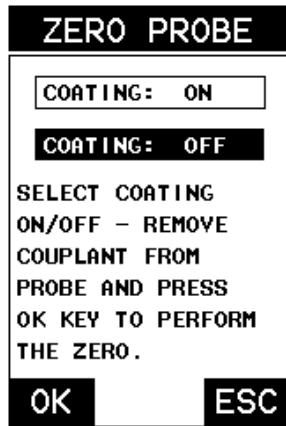 ZERO PROBE
COATING: ON
COATING: OFF
SELECT COATING
ON/OFF - REMOVE
COUPLANT FROM
PROBE AND PRESS
OK KEY TO PERFORM
THE ZERO.
OK ESC